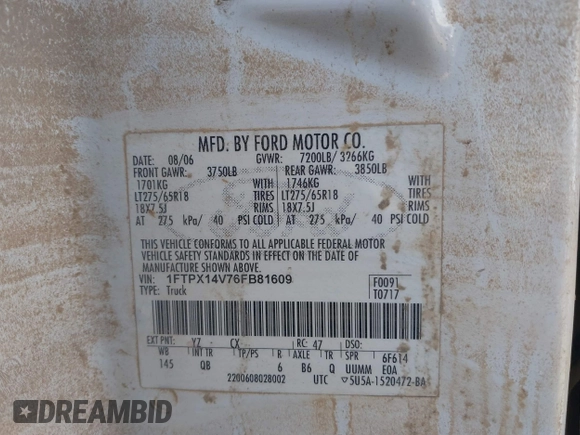 MFD. BY FORD MOTOR CO.
DATE: 08/06 GVWR: 7200LB/ 3266KG
FRONT GAWR: 3750LB REAR GAWR: 3850LB
1701KG WITH 1746KG WITH
LT275/65R18 TIRES LT275/65R18 TIRES
18X7.5J RIMS 18X7.5J RIMS
AT 275 kPa/ 40 PSI COLD AT 275 kPa/ 40 PSI COLD
THIS VEHICLE CONFORMS TO ALL APPLICABLE FEDERAL MOTOR
VEHICLE SAFETY STANDARDS IN EFFECT ON THE DATE OF
MANUFACTURE SHOWN ABOVE.
VIN: 1FTPX14V76FB81609 F0091
TYPE: Truck T0717
EXT PNT: YZ CX RC: 47 DSO:
WB INT TR TP/PS R AXLE TR SPR 6F614
145 QB 6 B6 Q UUMM E0A
2200608028002 UTC 5U5A-1520472-BA
DREAMBID